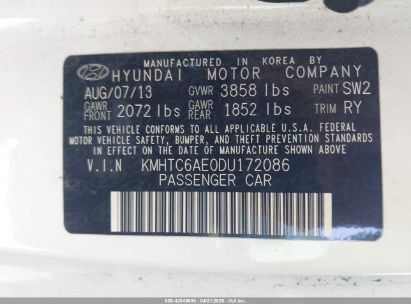 MANUFACTURED IN KOREA BY
HYUNDAI MOTOR COMPANY
AUG/07/13 GVWR 3858 lbs PAINT SW2
GAWR FRONT 2072 lbs GAWR REAR 1852 lbs TRIM RY
THIS VEHICLE CONFORMS TO ALL APPLICABLE U.S.A. FEDERAL
MOTOR VEHICLE SAFETY, BUMPER, AND THEFT PREVENTION STANDARDS
IN EFFECT ON THE DATE OF MANUFACTURE SHOWN ABOVE.
V.I.N KMHTC6AE0DU172086
PASSENGER CAR